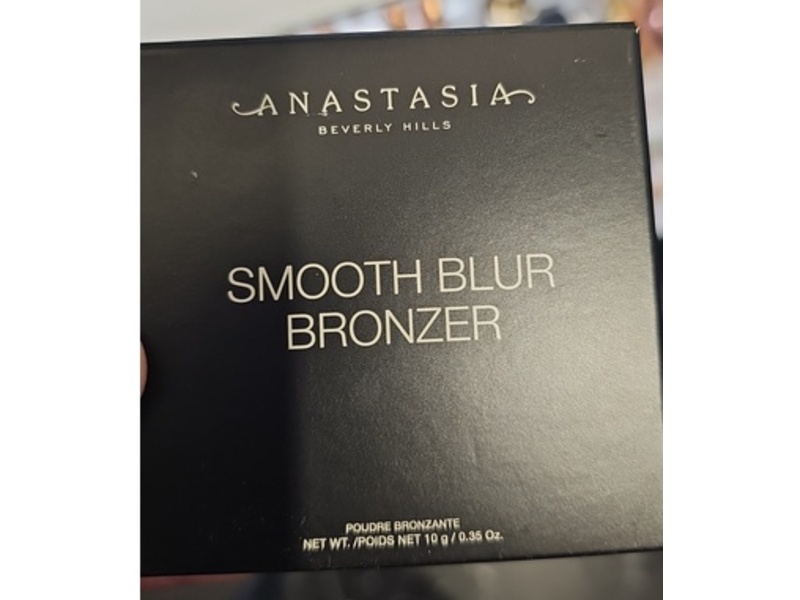 ANASTASIA
BEVERLY HILLS
SMOOTH BLUR
BRONZER
POUDRE BRONZANTE
NET WT. /POIDS NET 10 g / 0.35 Oz.